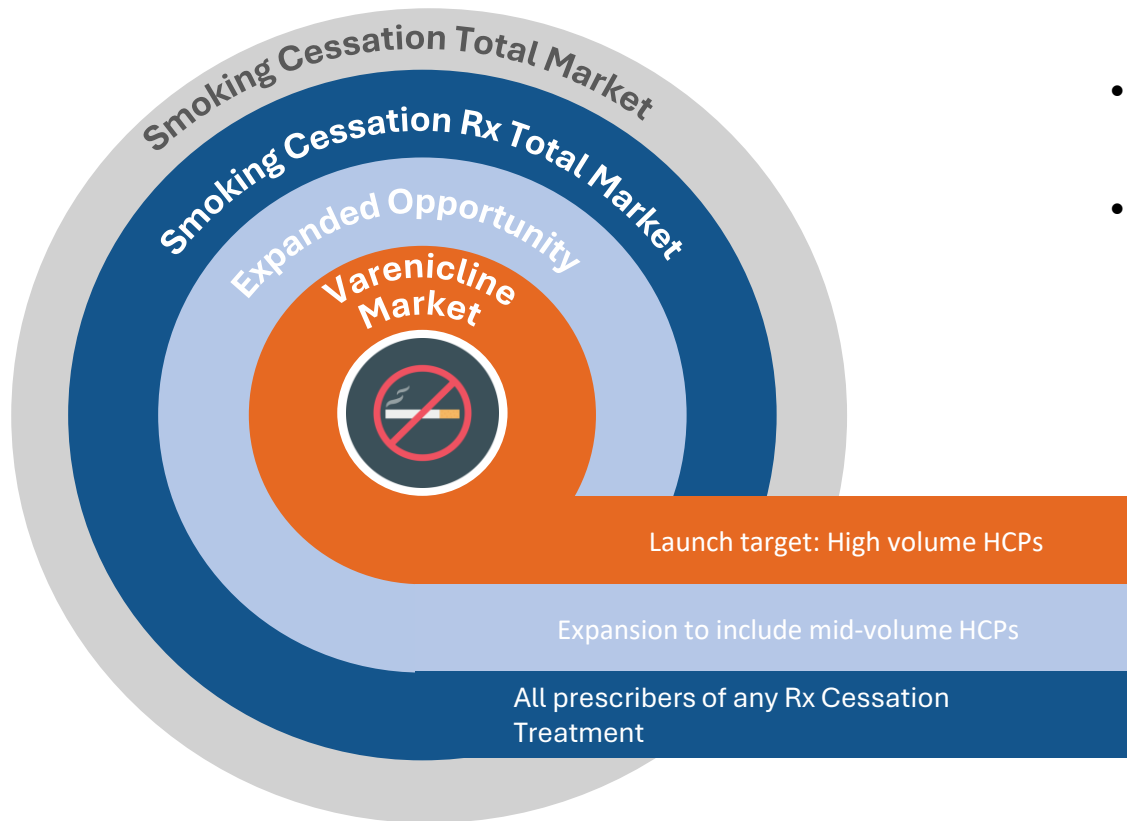 Smoking Cessation Total Market
Smoking Cessation Rx Total Market
Expanded Opportunity
Varenicline
Market
Launch target: High volume HCPs
Expansion to include mid-volume HCPs
All prescribers of any Rx Cessation
Treatment